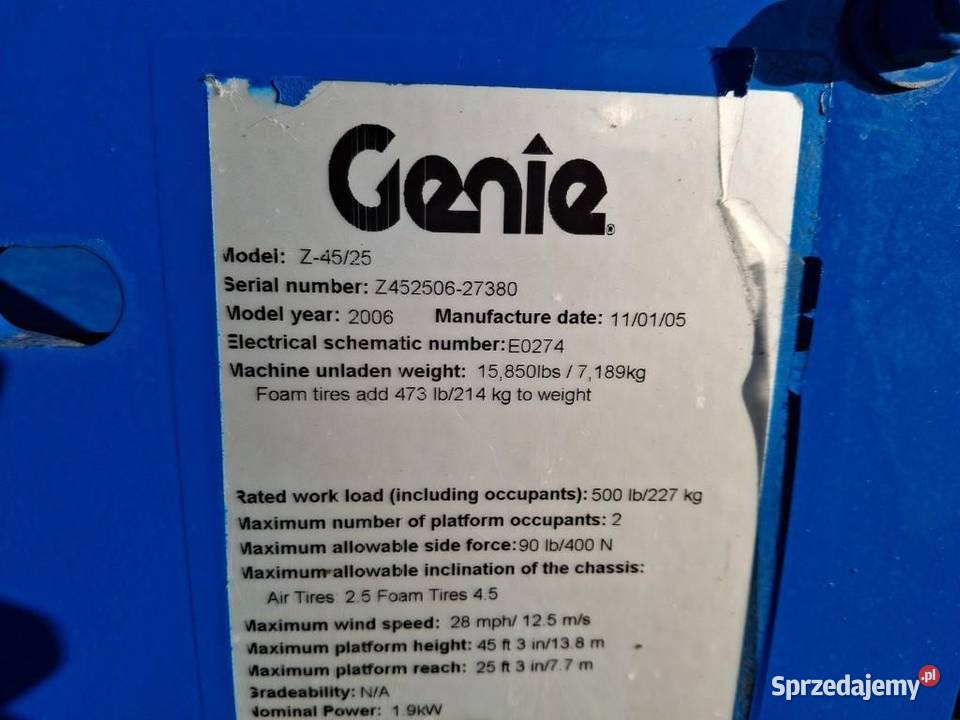 Genie
Model: Z-45/25
Serial number: Z452506-27380
Model year: 2006 Manufacture date: 11/01/05
Electrical schematic number:E0274
Machine unladen weight: 15,850lbs / 7,189kg
Foam tires add 473 lb/214 kg to weight
Rated work load (including occupants): 500 lb/227 kg
Maximum number of platform occupants: 2
Maximum allowable side force:90 lb/400 N
Maximum allowable inclination of the chassis:
Air Tires 2.5 Foam Tires 4.5
Maximum wind speed: 28 mph/ 12.5 m/s
Maximum platform height: 45 ft 3 in/13.8 m
Maximum platform reach: 25 ft 3 in/7.7 m
Gradeability: N/A
Nominal Power: 1.9kW
Sprzedajemy.pl